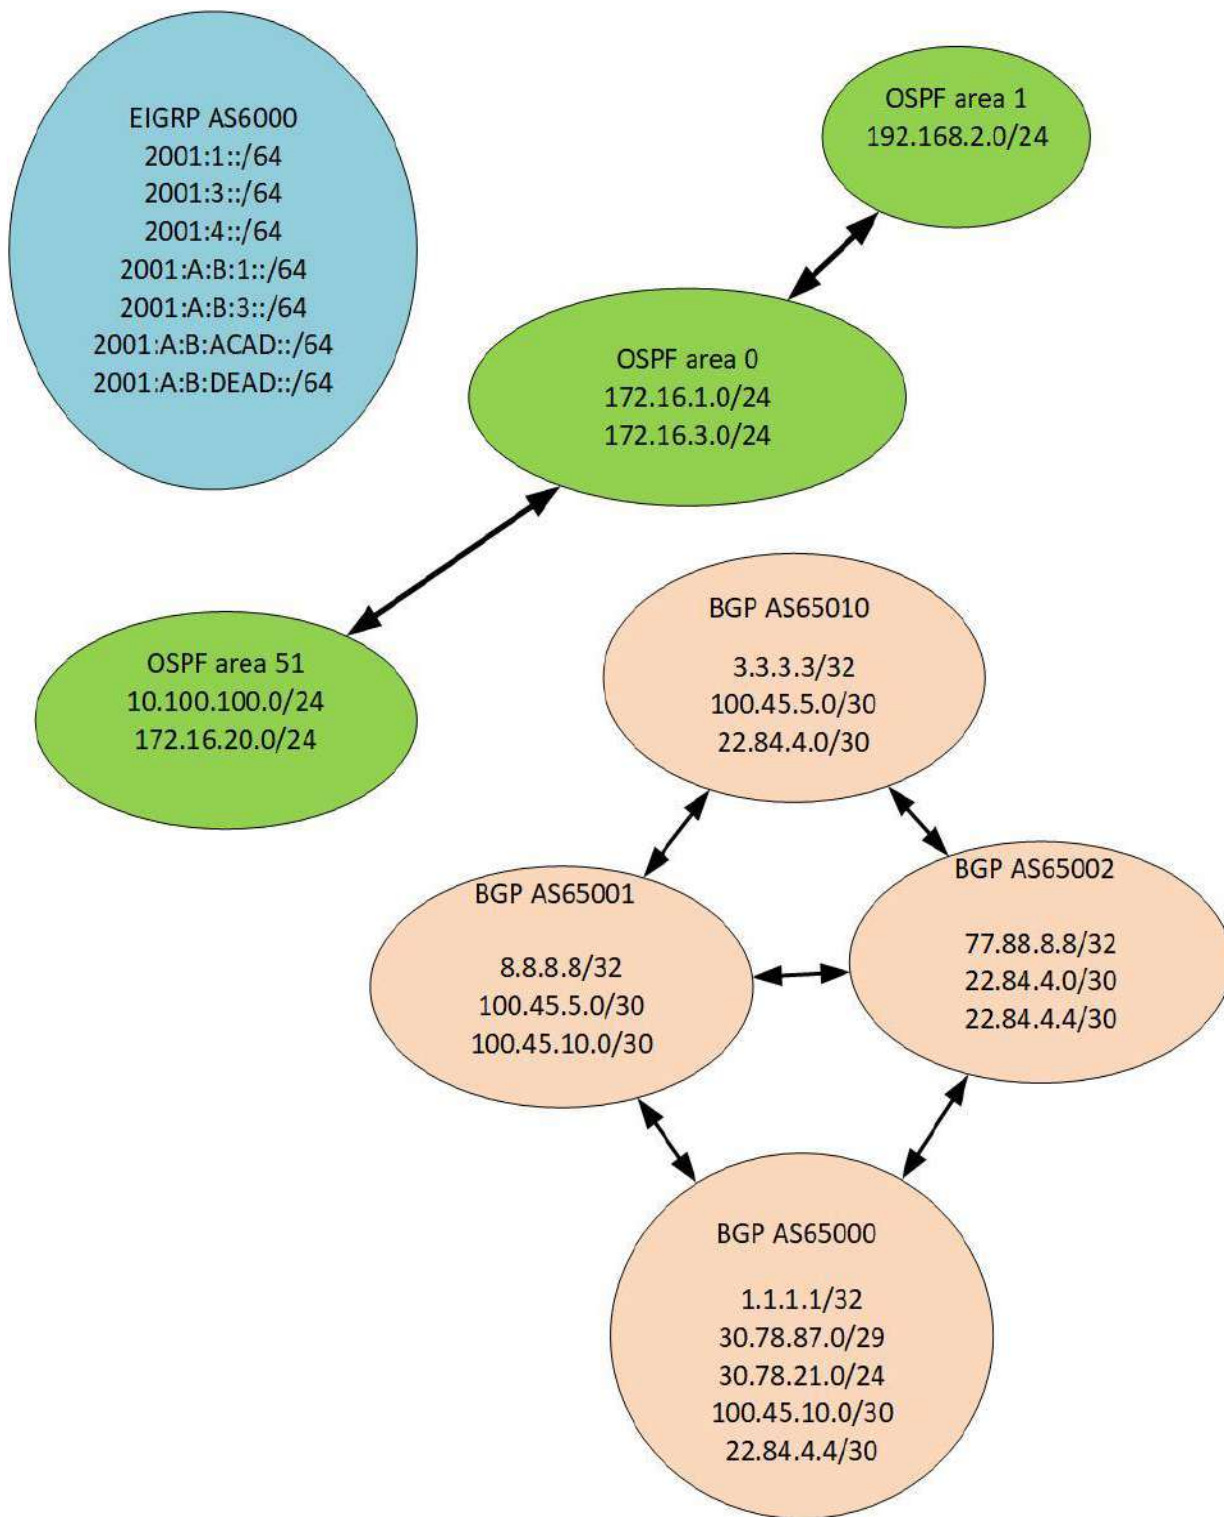 EIGRP AS6000
2001:1::/64
2001:3::/64
2001:4::/64
2001:A:B:1::/64
2001:A:B:3::/64
2001:A:B:ACAD::/64
2001:A:B:DEAD::/64
OSPF area 1
192.168.2.0/24
OSPF area 0
172.16.1.0/24
172.16.3.0/24
OSPF area 51
10.100.100.0/24
172.16.20.0/24
BGP AS65010
3.3.3.3/32
100.45.5.0/30
22.84.4.0/30
BGP AS65001
8.8.8.8/32
100.45.5.0/30
100.45.10.0/30
BGP AS65002
77.88.8.8/32
22.84.4.0/30
22.84.4.4/30
BGP AS65000
1.1.1.1/32
30.78.87.0/29
30.78.21.0/24
100.45.10.0/30
22.84.4.4/30